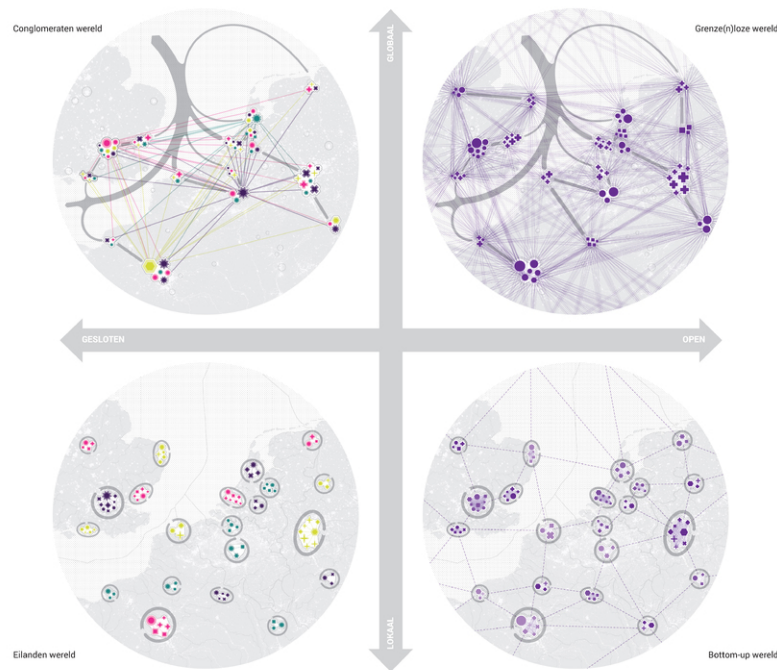 Conglomeraten wereld
GLOBAAL
Grenze(n)loze wereld
GESLOTEN
OPEN
LOKAAL
Eilanden wereld
Bottom-up wereld